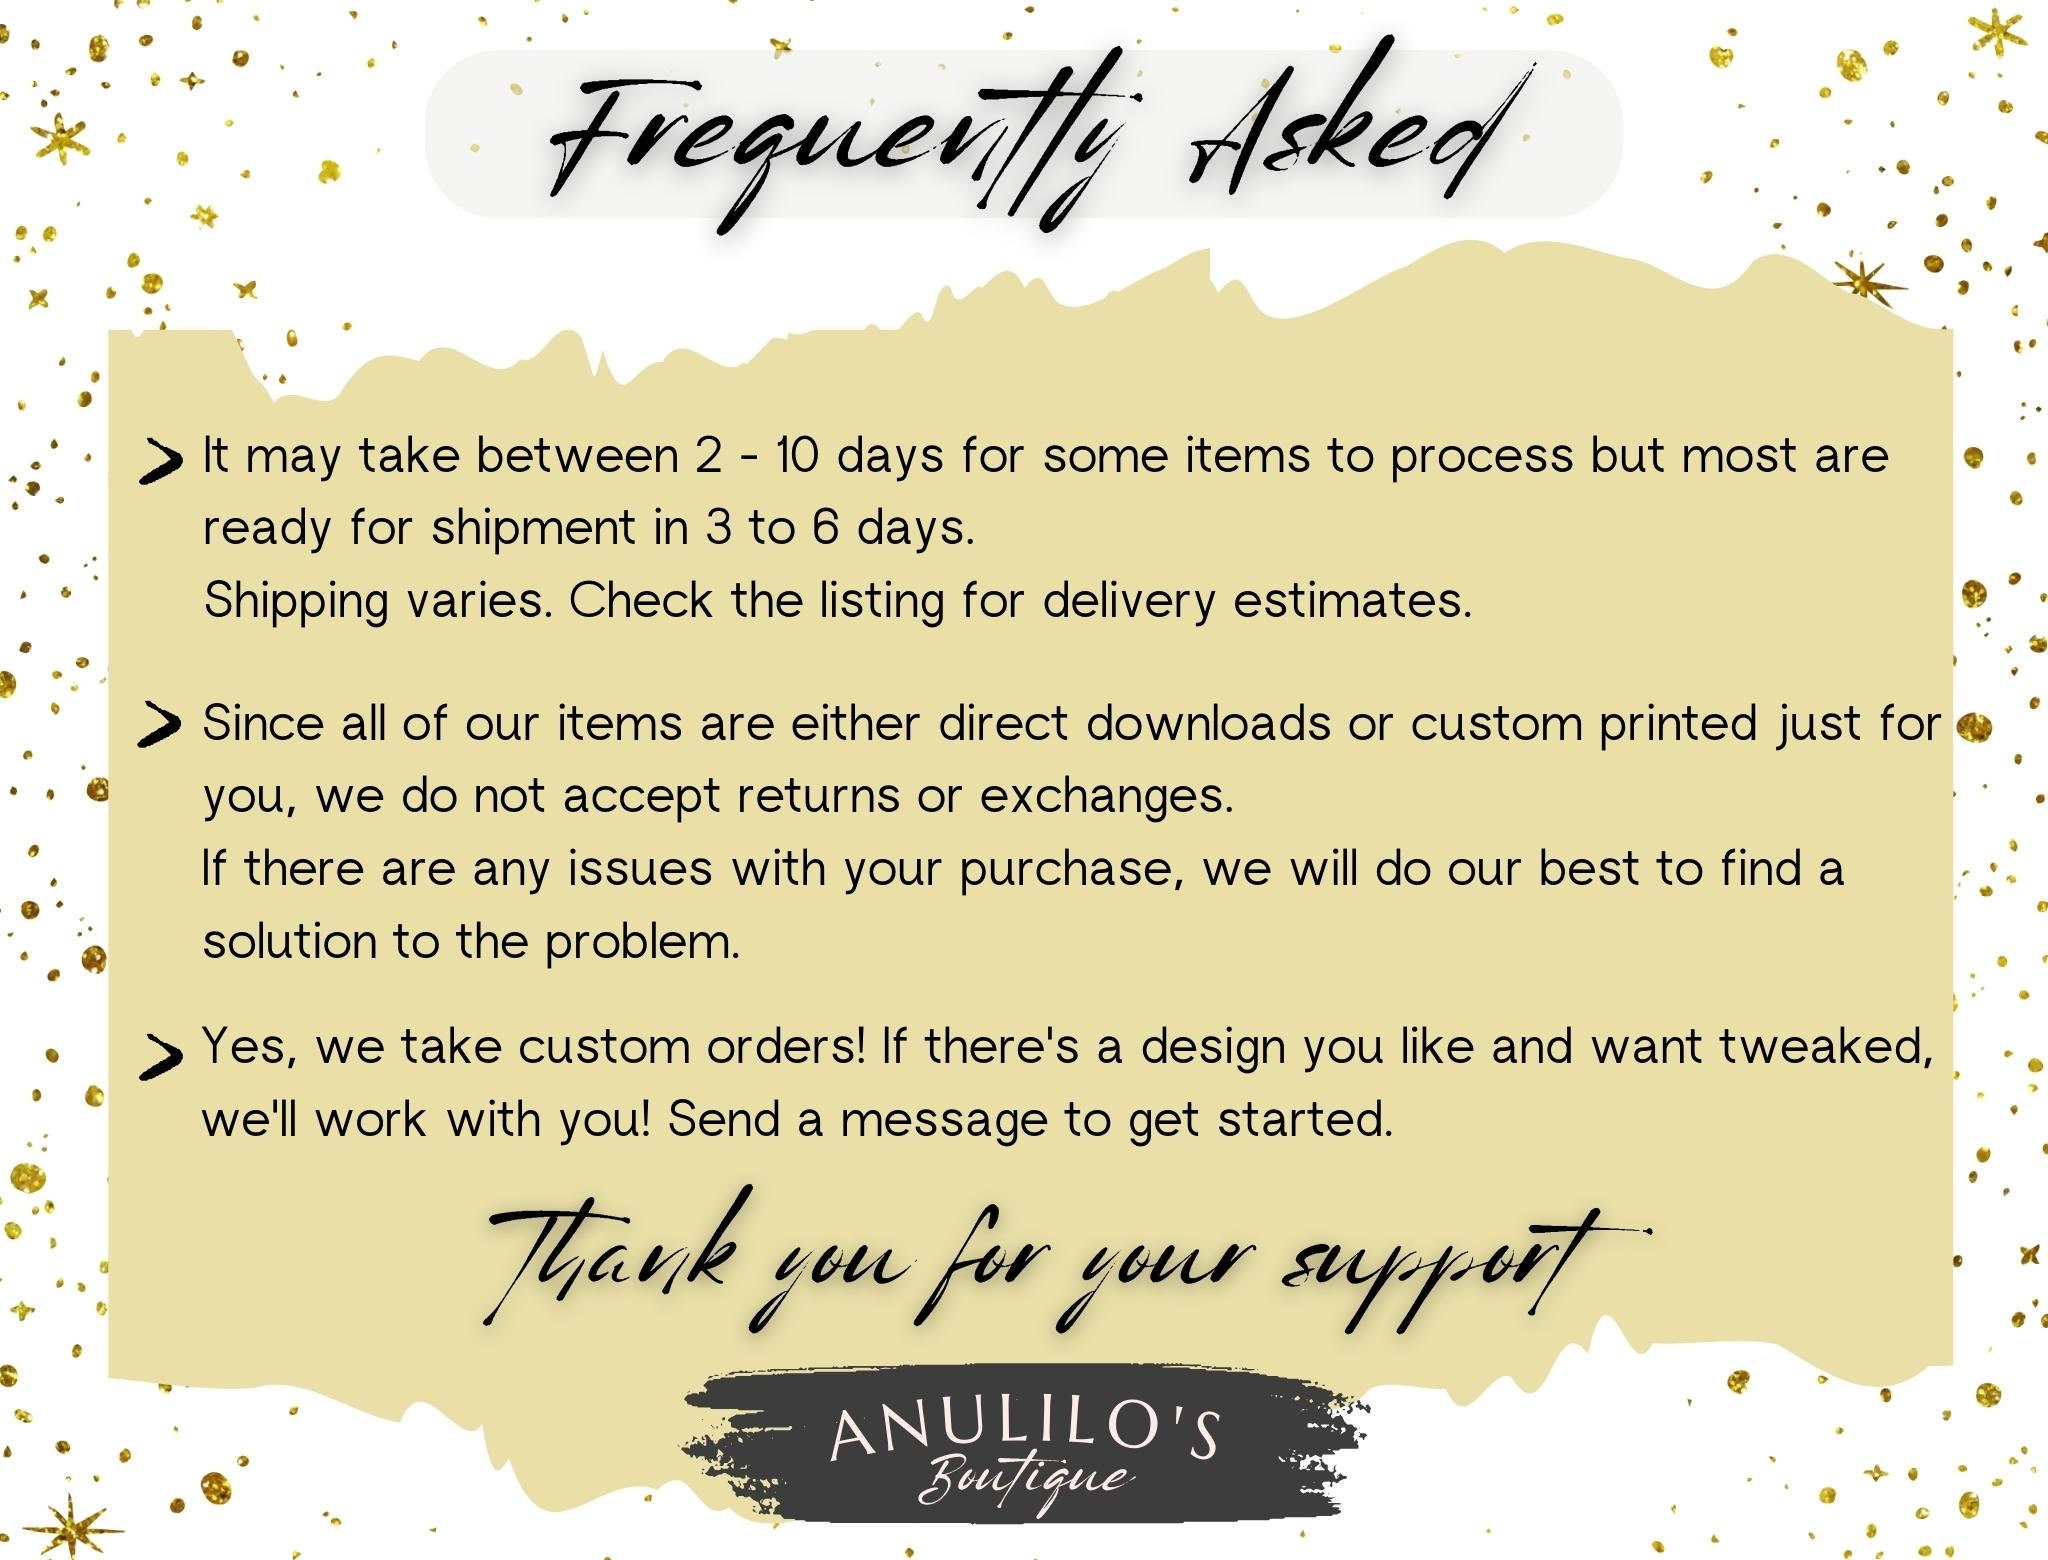 Frequently Asked
> It may take between 2 - 10 days for some items to process but most are
ready for shipment in 3 to 6 days.
Shipping varies. Check the listing for delivery estimates.
> Since all of our items are either direct downloads or custom printed just for
you, we do not accept returns or exchanges.
If there are any issues with your purchase, we will do our best to find a
solution to the problem.
> Yes, we take custom orders! If there's a design you like and want tweaked,
we'll work with you! Send a message to get started.
Thank you for your support
ANULILO'S
Boutique